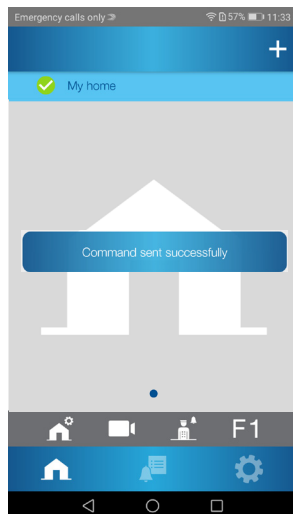 Emergency calls only 57% 11:33
+
My home
Command sent successfully
F1